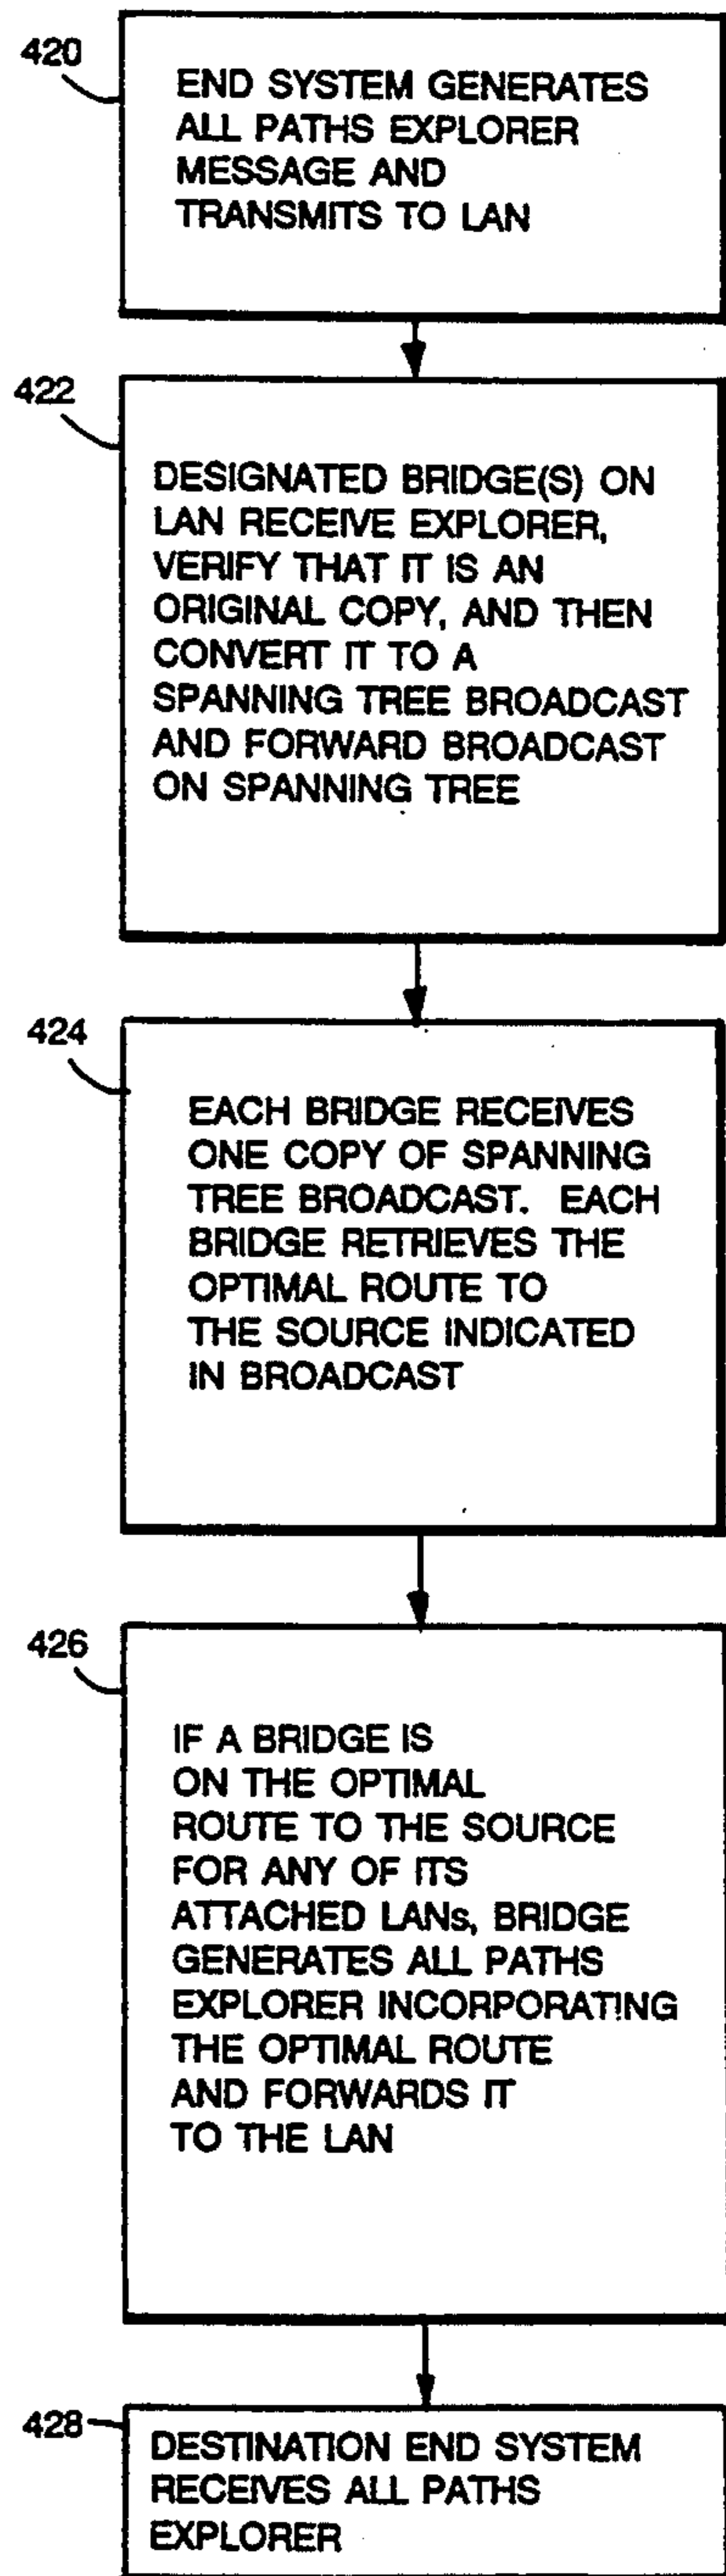 420
END SYSTEM GENERATES
ALL PATHS EXPLORER
MESSAGE AND
TRANSMITS TO LAN
422
DESIGNATED BRIDGE(S) ON
LAN RECEIVE EXPLORER,
VERIFY THAT IT IS AN
ORIGINAL COPY, AND THEN
CONVERT IT TO A
SPANNING TREE BROADCAST
AND FORWARD BROADCAST
ON SPANNING TREE
424
EACH BRIDGE RECEIVES
ONE COPY OF SPANNING
TREE BROADCAST. EACH
BRIDGE RETRIEVES THE
OPTIMAL ROUTE TO
THE SOURCE INDICATED
IN BROADCAST
426
IF A BRIDGE IS
ON THE OPTIMAL
ROUTE TO THE SOURCE
FOR ANY OF ITS
ATTACHED LANs, BRIDGE
GENERATES ALL PATHS
EXPLORER INCORPORATING
THE OPTIMAL ROUTE
AND FORWARDS IT
TO THE LAN
428
DESTINATION END SYSTEM
RECEIVES ALL PATHS
EXPLORER